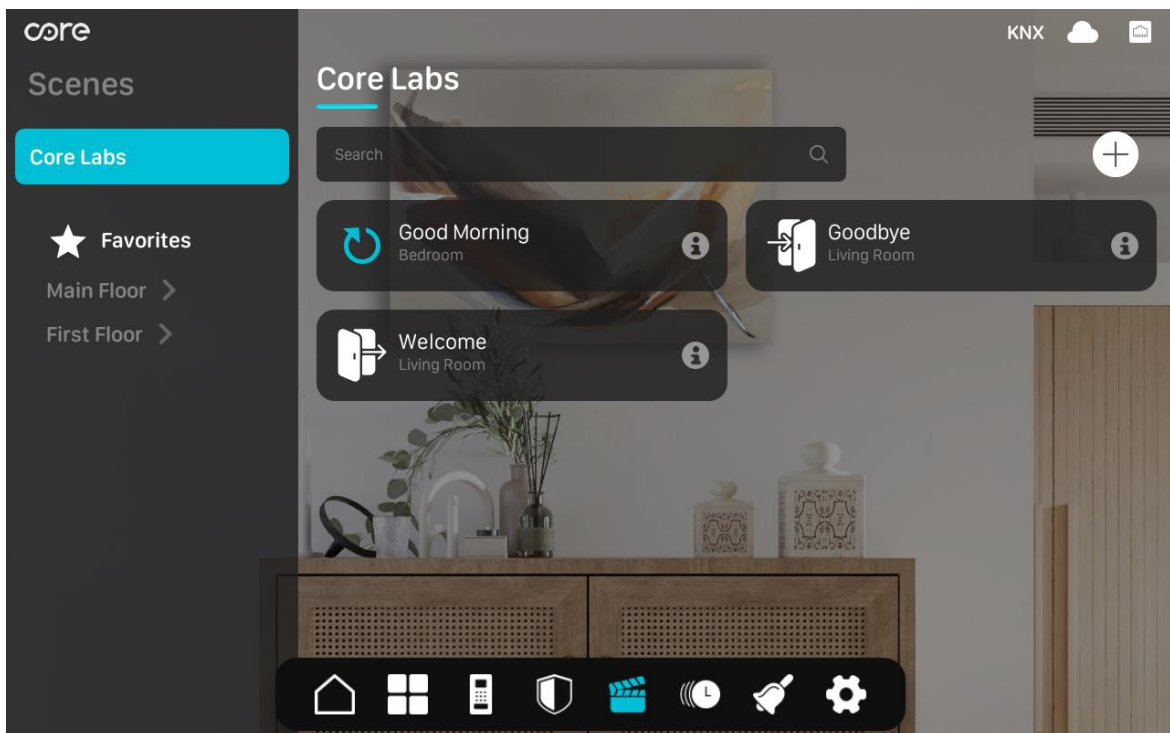 core
KNX
Scenes
Core Labs
Core Labs
Search
Favorites
Main Floor
First Floor
Good Morning
Bedroom
Goodbye
Living Room
Welcome
Living Room